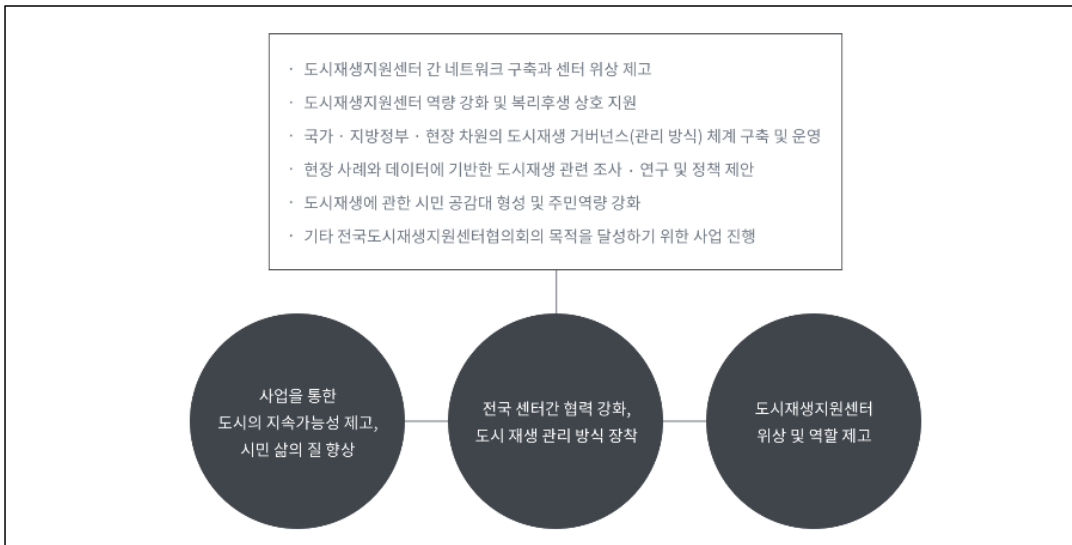 · 도시재생지원센터 간 네트워크 구축과 센터 위상 제고
· 도시재생지원센터 역량 강화 및 복리후생 상호 지원
· 국가 · 지방정부 · 현장 차원의 도시재생 거버넌스(관리 방식) 체계 구축 및 운영
· 현장 사례와 데이터에 기반한 도시재생 관련 조사 · 연구 및 정책 제안
· 도시재생에 관한 시민 공감대 형성 및 주민역량 강화
· 기타 전국도시재생지원센터협의회의 목적을 달성하기 위한 사업 진행
사업을 통한
도시의 지속가능성 제고,
시민 삶의 질 향상
전국 센터간 협력 강화,
도시 재생 관리 방식 장착
도시재생지원센터
위상 및 역할 제고